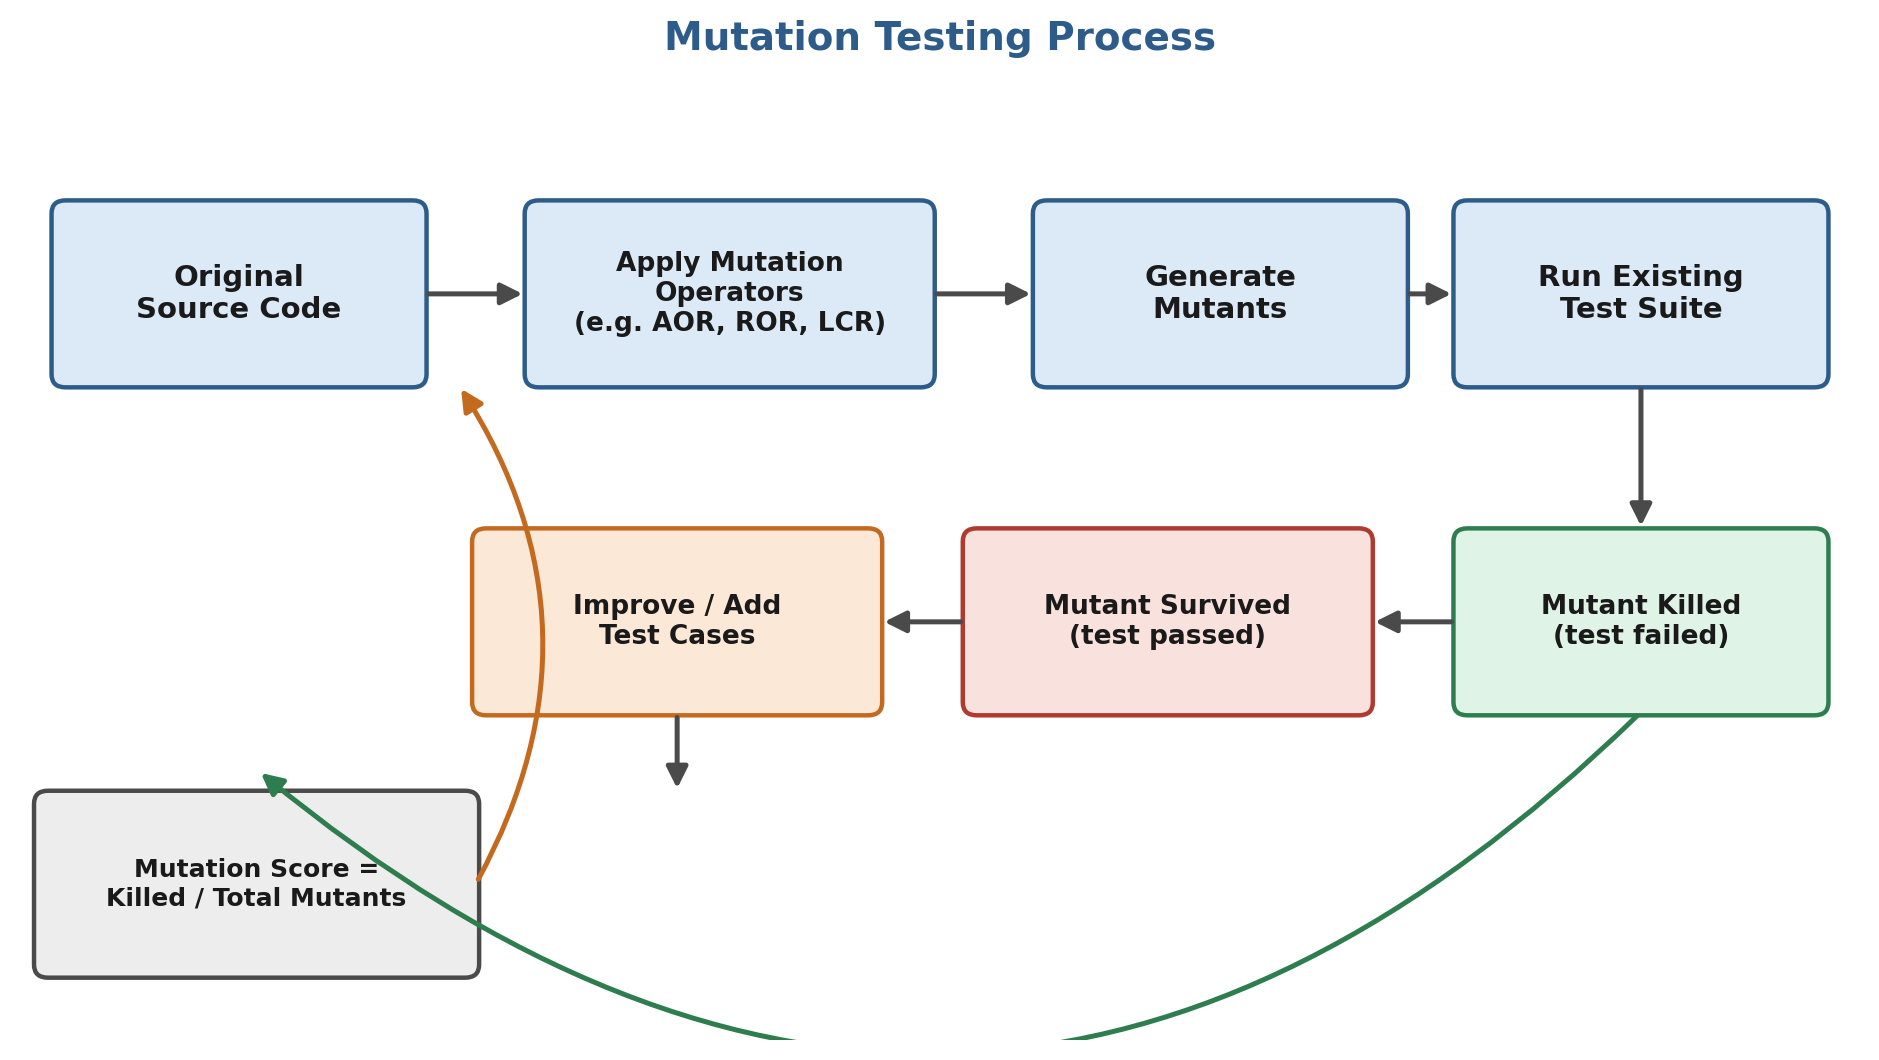 Mutation Testing Process
Original
Source Code
Apply Mutation
Operators
(e.g. AOR, ROR, LCR)
Generate
Mutants
Run Existing
Test Suite
Improve / Add
Test Cases
Mutant Survived
(test passed)
Mutant Killed
(test failed)
Mutation Score =
Killed / Total Mutants